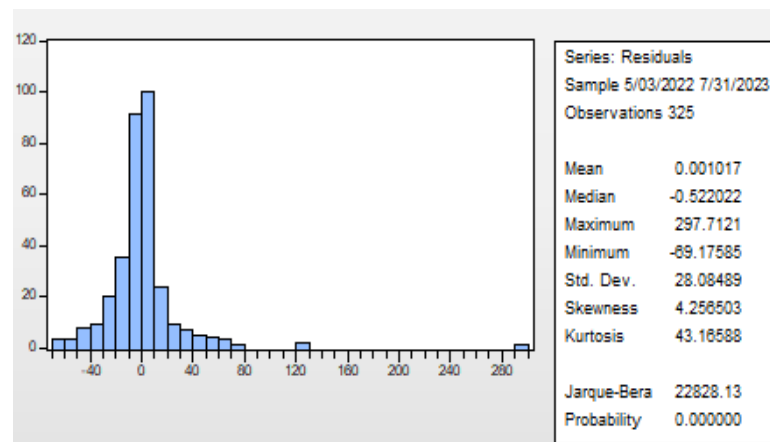 120
100
80
60
40
20
0
-40 0 40 80 120 160 200 240 280
Series: Residuals
Sample 5/03/2022 7/31/2023
Observations 325
Mean 0.001017
Median -0.522022
Maximum 297.7121
Minimum -69.17585
Std. Dev. 28.08489
Skewness 4.256503
Kurtosis 43.16588
Jarque-Bera 22828.13
Probability 0.000000